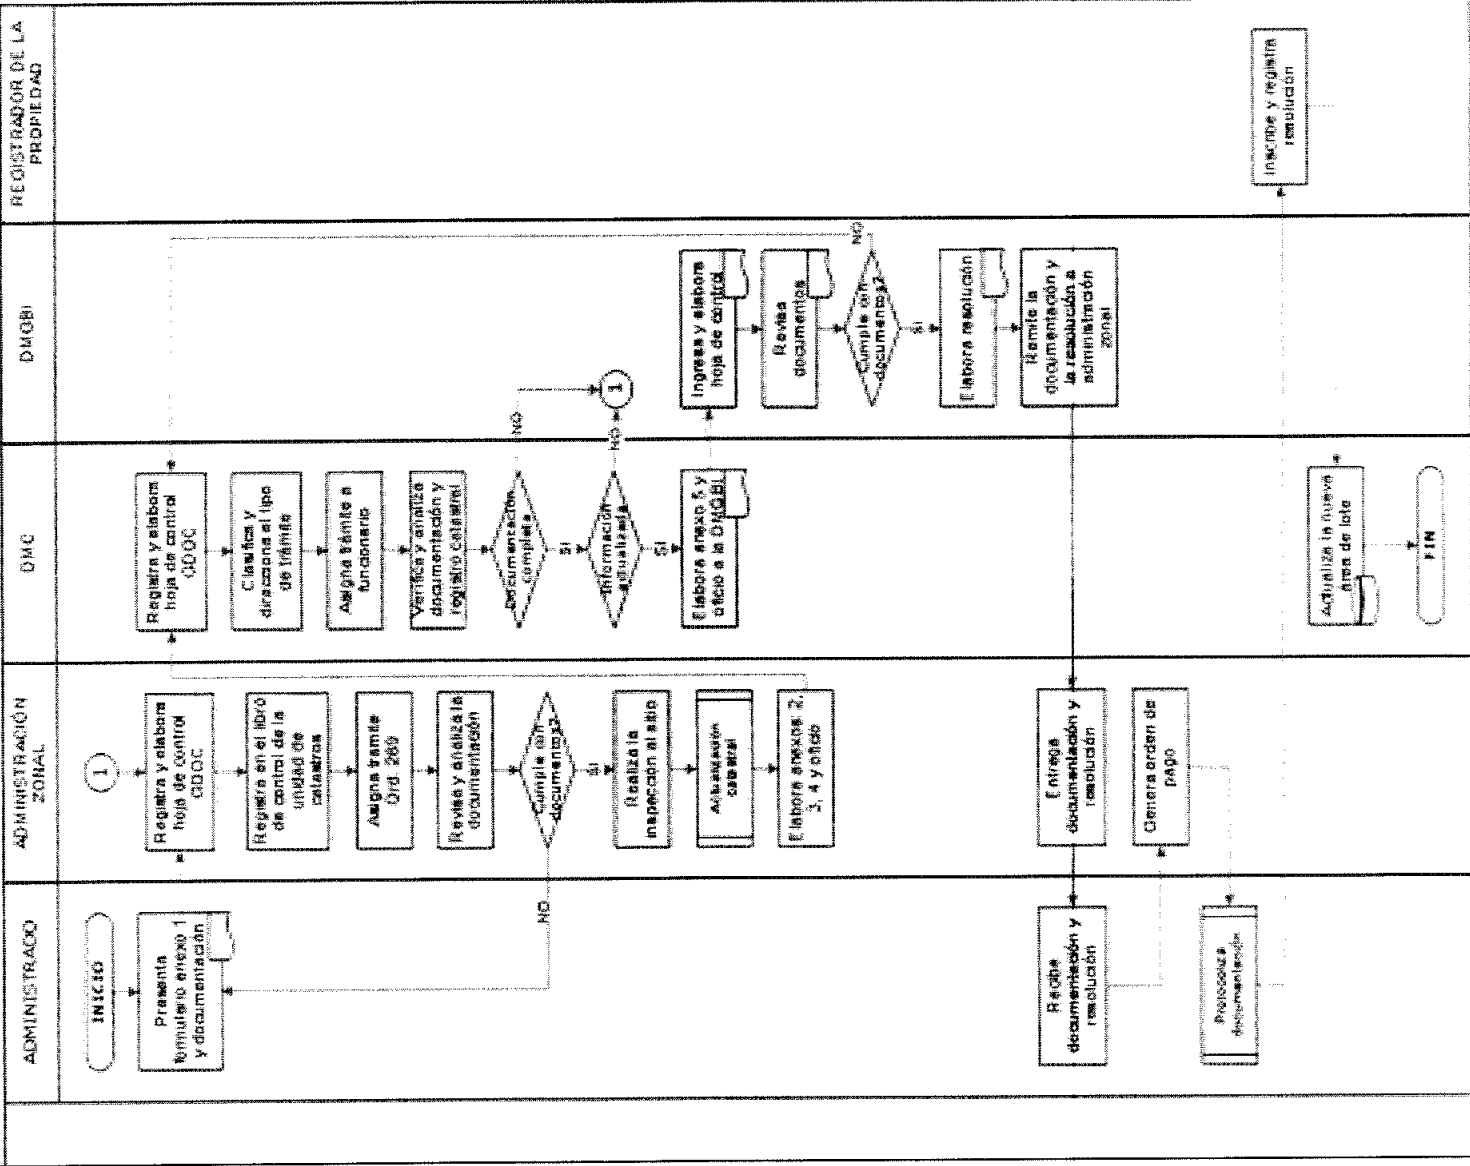 ADMINISTRADO
ADMINISTRACIÓN
ZONAL
DMC
DMGBI
REGISTRADOR DE LA
PROPIEDAD
INICIO
Presenta
formulario anexo 1
y documentación
1
Registra y elabora
hoja de control
GDOC
Registra en el libro
de control de la
unidad de
catastros
Asigna tramite
Ord. 269
Revisa y analiza la
documentación
Cumple con
documentos?
NO
SI
Realiza la
inspección al sitio
Actualización
catastral
Elabora anexos: 2,
3, 4 y oficio
Registra y elabora
hoja de control
GDOC
Clasifica y
direcciona el tipo
de trámite
Asigna trámite a
funcionario
Verifica y analiza
documentación y
registro catastral
Documentación
completa
NO
SI
Información
actualizada
NO
1
SI
Elabora anexo 5 y
oficio a la DMGBI
Ingresa y elabora
hoja de control
Revisa
documentos
Cumple con
documentos?
NO
SI
Elabora resolución
Remite la
documentación y
la resolución a
administración
zonal
Entrega
documentación y
resolución
Recibe
documentación y
resolución
Genera orden de
pago
Protocoliza
documentación
Inscribe y registra
resolución
Actualiza la nueva
área de lote
FIN